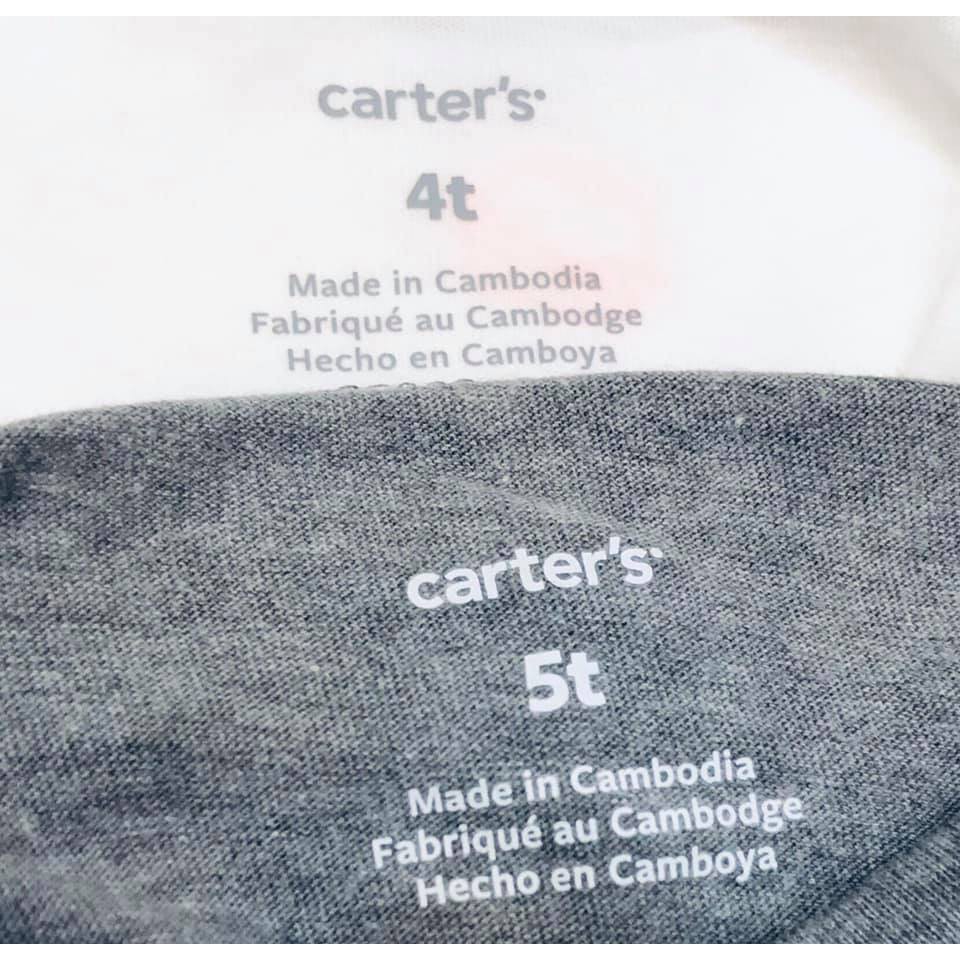 carter's
4t
Made in Cambodia
Fabriqué au Cambodge
Hecho en Camboya
carter's
5t
Made in Cambodia
Fabriqué au Cambodge
Hecho en Camboya